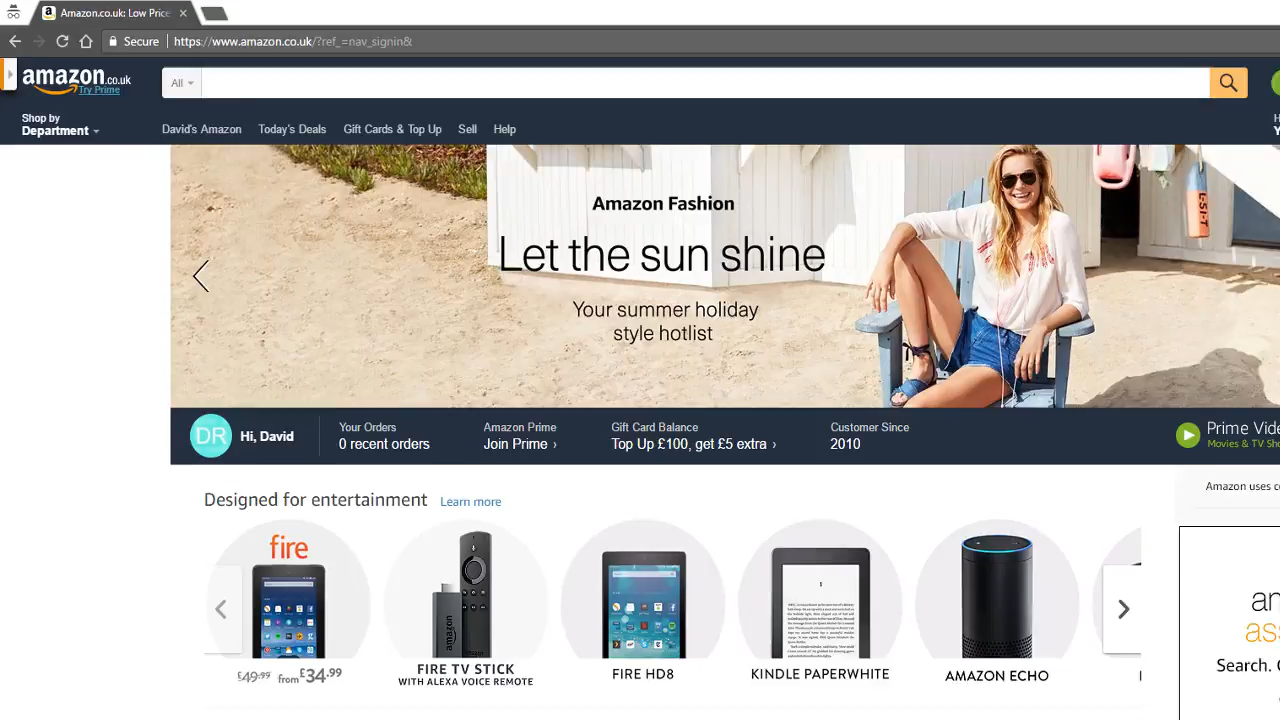 Amazon.co.uk: Low Price
Secure
https://www.amazon.co.uk/?ref_=nav_signin&
amazon.co.uk
Try Prime
All
Shop by
Department
David's Amazon
Today's Deals
Gift Cards & Top Up
Sell
Help
Amazon Fashion
Let the sun shine
Your summer holiday
style hotlist
DR
Hi, David
Your Orders
0 recent orders
Amazon Prime
Join Prime ›
Gift Card Balance
Top Up £100, get £5 extra ›
Customer Since
2010
Prime Vide
Movies & TV Sho
Designed for entertainment
Learn more
Amazon uses c
fire
£49.99 from £34.99
amazon
FIRE TV STICK
WITH ALEXA VOICE REMOTE
FIRE HD8
KINDLE PAPERWHITE
AMAZON ECHO
am
ass
Search. C